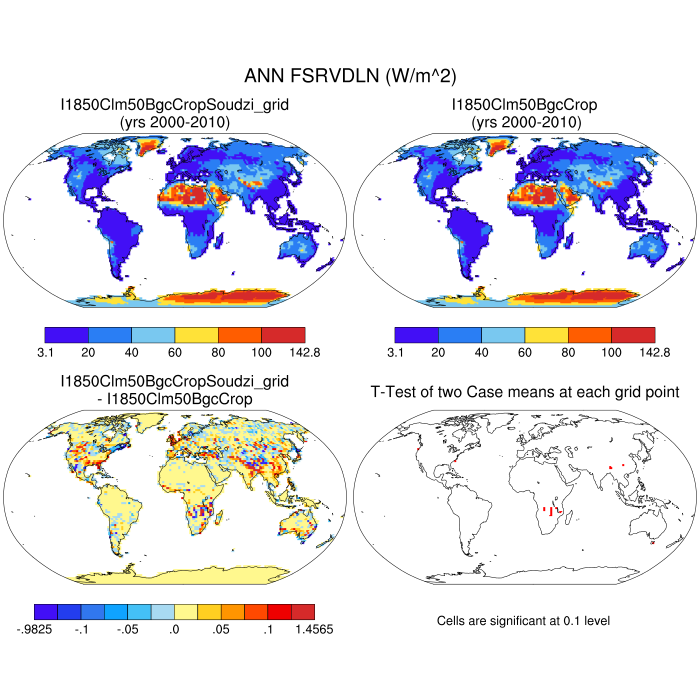 ANN FSRVDLN (W/m^2)
I1850Clm50BgcCropSoudzi_grid
(yrs 2000-2010)
I1850Clm50BgcCrop
(yrs 2000-2010)
3.1 20 40 60 80 100 142.8
3.1 20 40 60 80 100 142.8
I1850Clm50BgcCropSoudzi_grid
- I1850Clm50BgcCrop
T-Test of two Case means at each grid point
-.9825 -.1 -.05 .0 .05 .1 1.4565
Cells are significant at 0.1 level